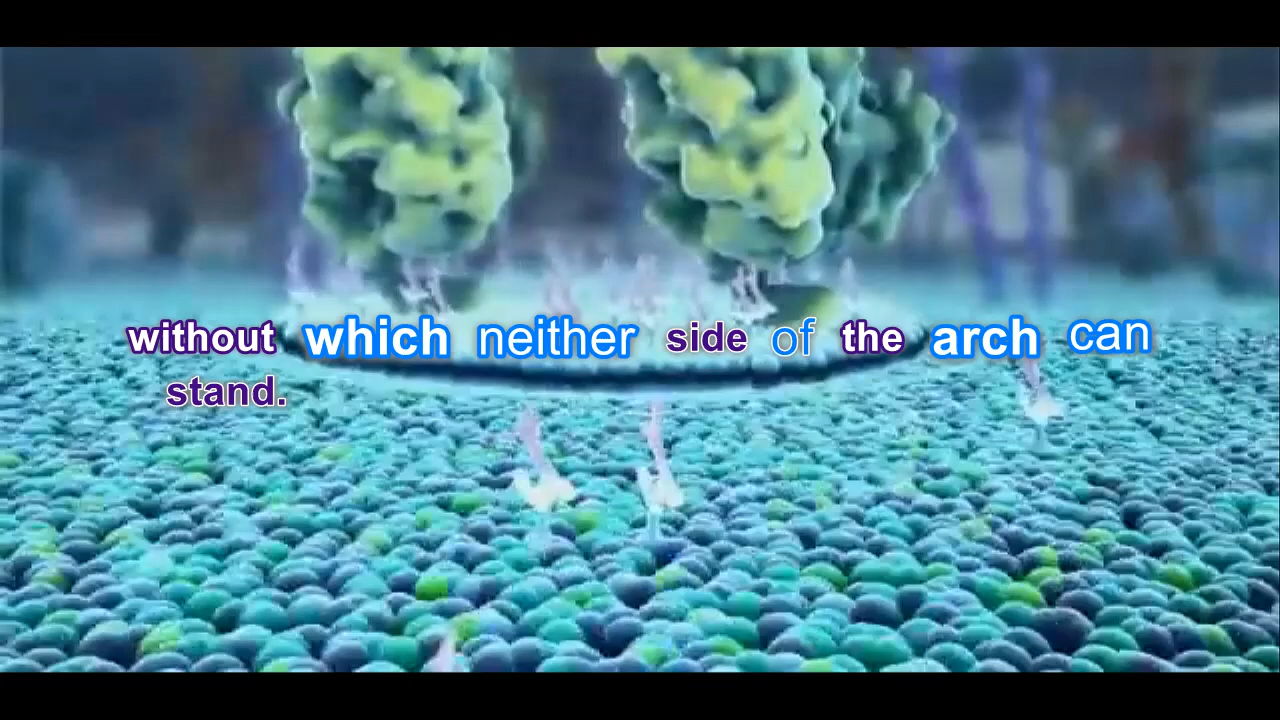 without which neither side of the arch can
stand.